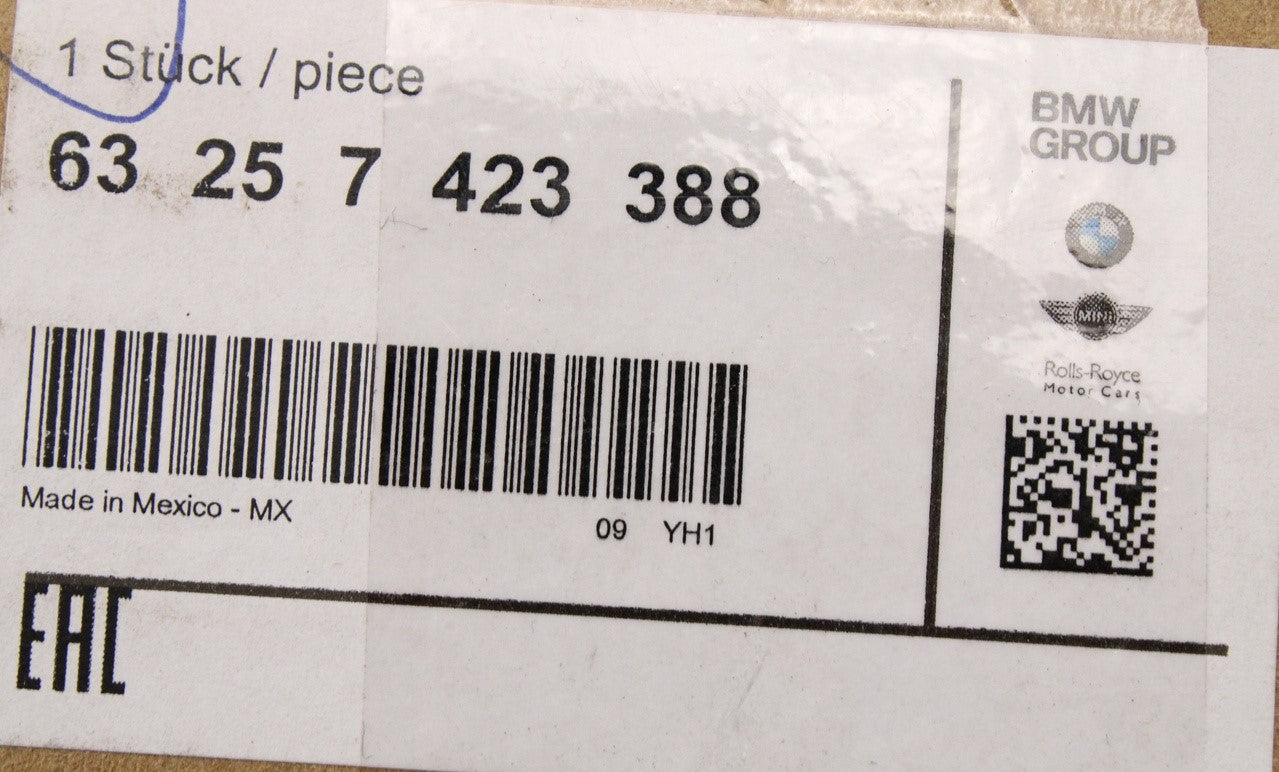 1 Stück / piece
63 25 7 423 388
Made in Mexico - MX
09 YH1
EAC
BMW
GROUP
MINI
Rolls-Royce
Motor Cars